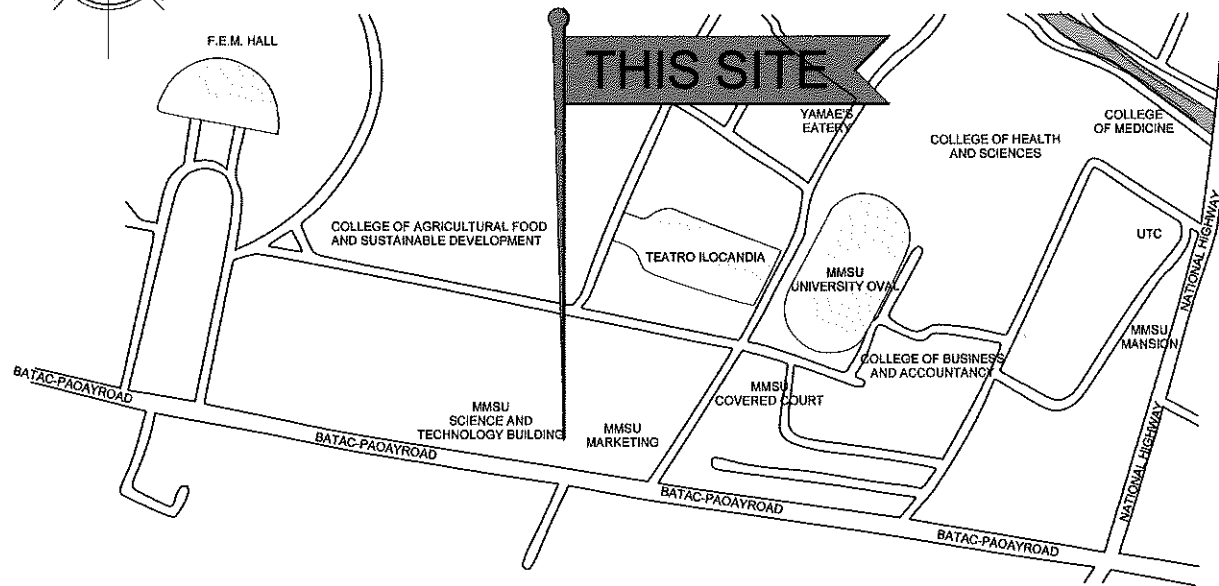 F.E.M. HALL
THIS SITE
YAMAE'S
EATERY
COLLEGE OF HEALTH
AND SCIENCES
COLLEGE
OF MEDICINE
COLLEGE OF AGRICULTURAL FOOD
AND SUSTAINABLE DEVELOPMENT
TEATRO ILOCANDIA
MMSU
UNIVERSITY OVAL
UTC
NATIONAL HIGHWAY
MMSU
MANSION
COLLEGE OF BUSINESS
AND ACCOUNTANCY
MMSU
COVERED COURT
BATAC-PAOAYROAD
MMSU
SCIENCE AND
TECHNOLOGY BUILDING
MMSU
MARKETING
BATAC-PAOAYROAD
NATIONAL HIGHWAY
BATAC-PAOAYROAD
BATAC-PAOAYROAD